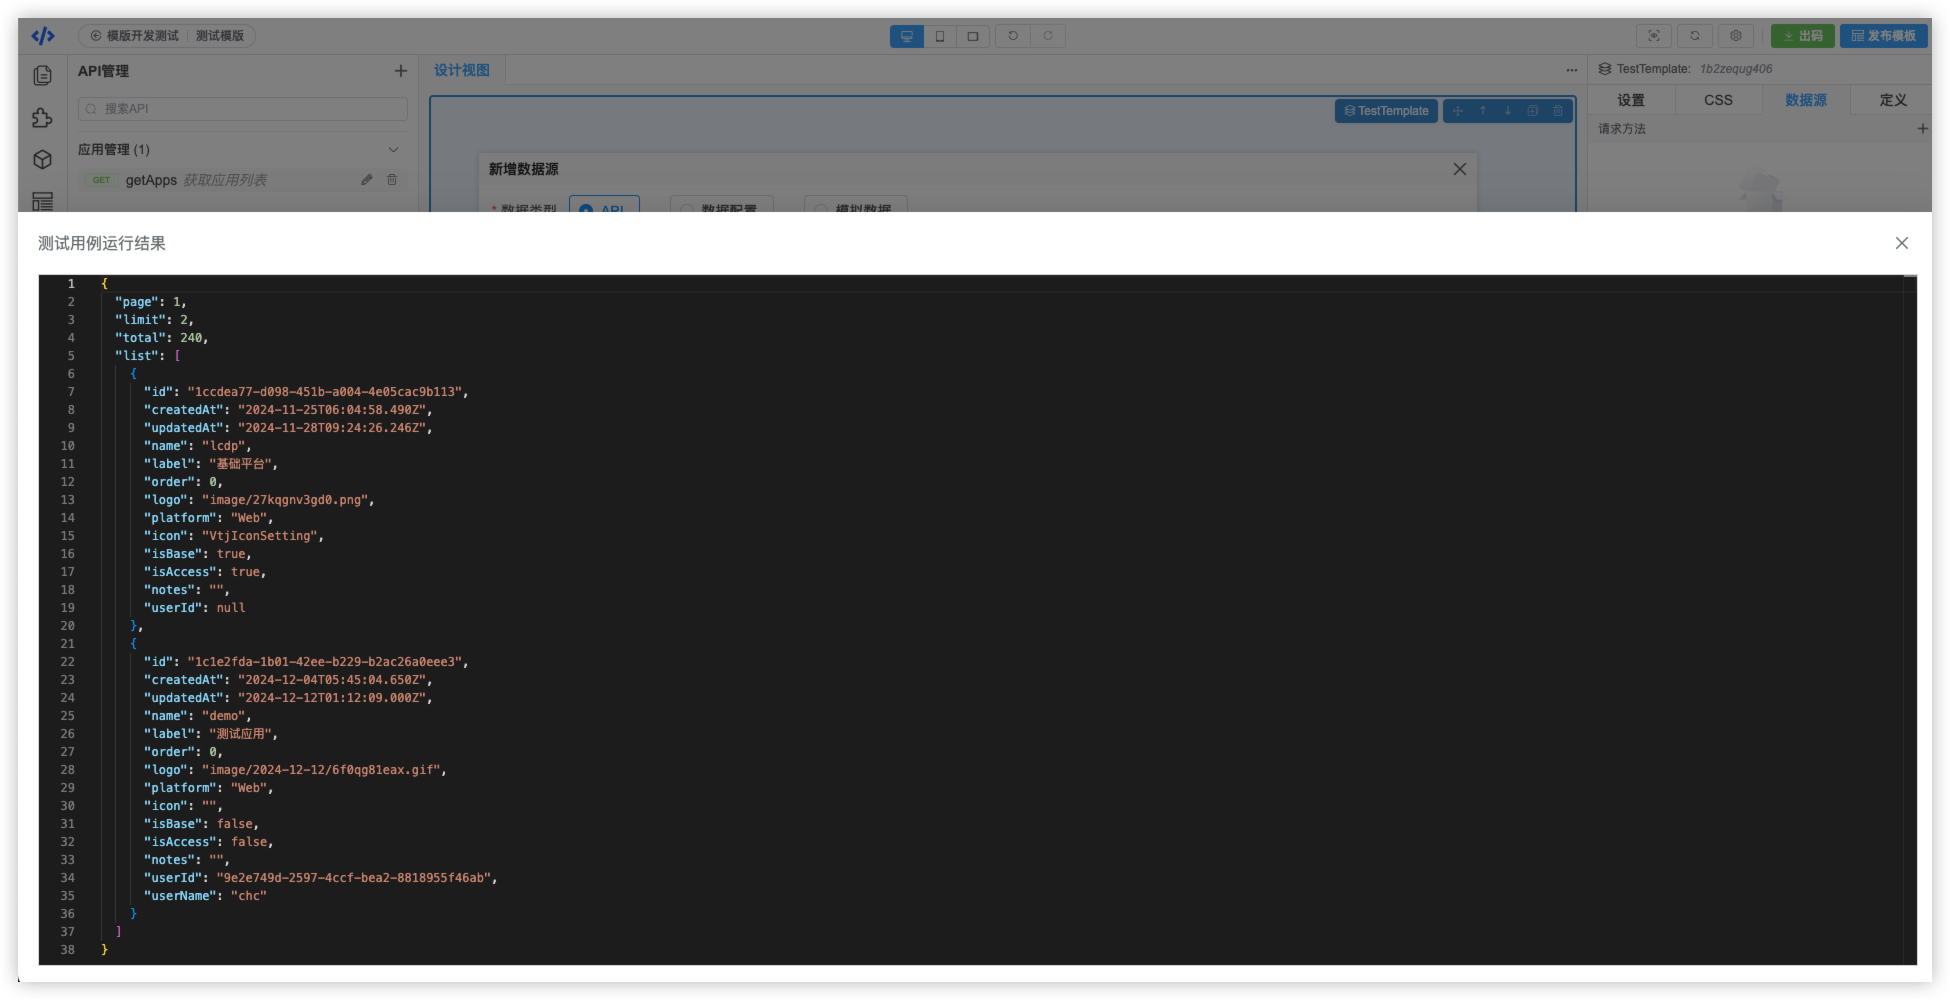 模版开发测试 测试模版 出码 发布模板
API管理 设计视图 TestTemplate: 1b2zequg406
搜索API TestTemplate 设置 CSS 数据源 定义
请求方法
应用管理 (1)
GET getApps 获取应用列表
新增数据源
* 数据类型 API 数据配置 模拟数据
测试用例运行结果
1 {
2 "page": 1,
3 "limit": 2,
4 "total": 240,
5 "list": [
6 {
7 "id": "1ccdea77-d098-451b-a004-4e05cac9b113",
8 "createdAt": "2024-11-25T06:04:58.490Z",
9 "updatedAt": "2024-11-28T09:24:26.246Z",
10 "name": "lcdp",
11 "label": "基础平台",
12 "order": 0,
13 "logo": "image/27kqgnv3gd0.png",
14 "platform": "Web",
15 "icon": "VtjIconSetting",
16 "isBase": true,
17 "isAccess": true,
18 "notes": "",
19 "userId": null
20 },
21 {
22 "id": "1c1e2fda-1b01-42ee-b229-b2ac26a0eee3",
23 "createdAt": "2024-12-04T05:45:04.650Z",
24 "updatedAt": "2024-12-12T01:12:09.000Z",
25 "name": "demo",
26 "label": "测试应用",
27 "order": 0,
28 "logo": "image/2024-12-12/6f0qg81eax.gif",
29 "platform": "Web",
30 "icon": "",
31 "isBase": false,
32 "isAccess": false,
33 "notes": "",
34 "userId": "9e2e749d-2597-4ccf-bea2-8818955f46ab",
35 "userName": "chc"
36 }
37 ]
38 }